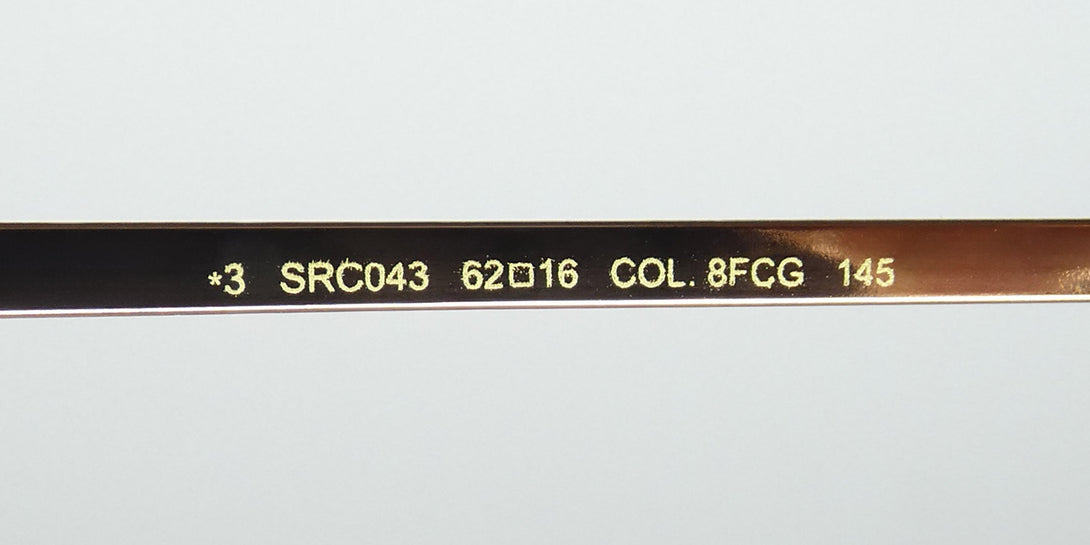 *3 SRC043 62□16 COL. 8FCG 145